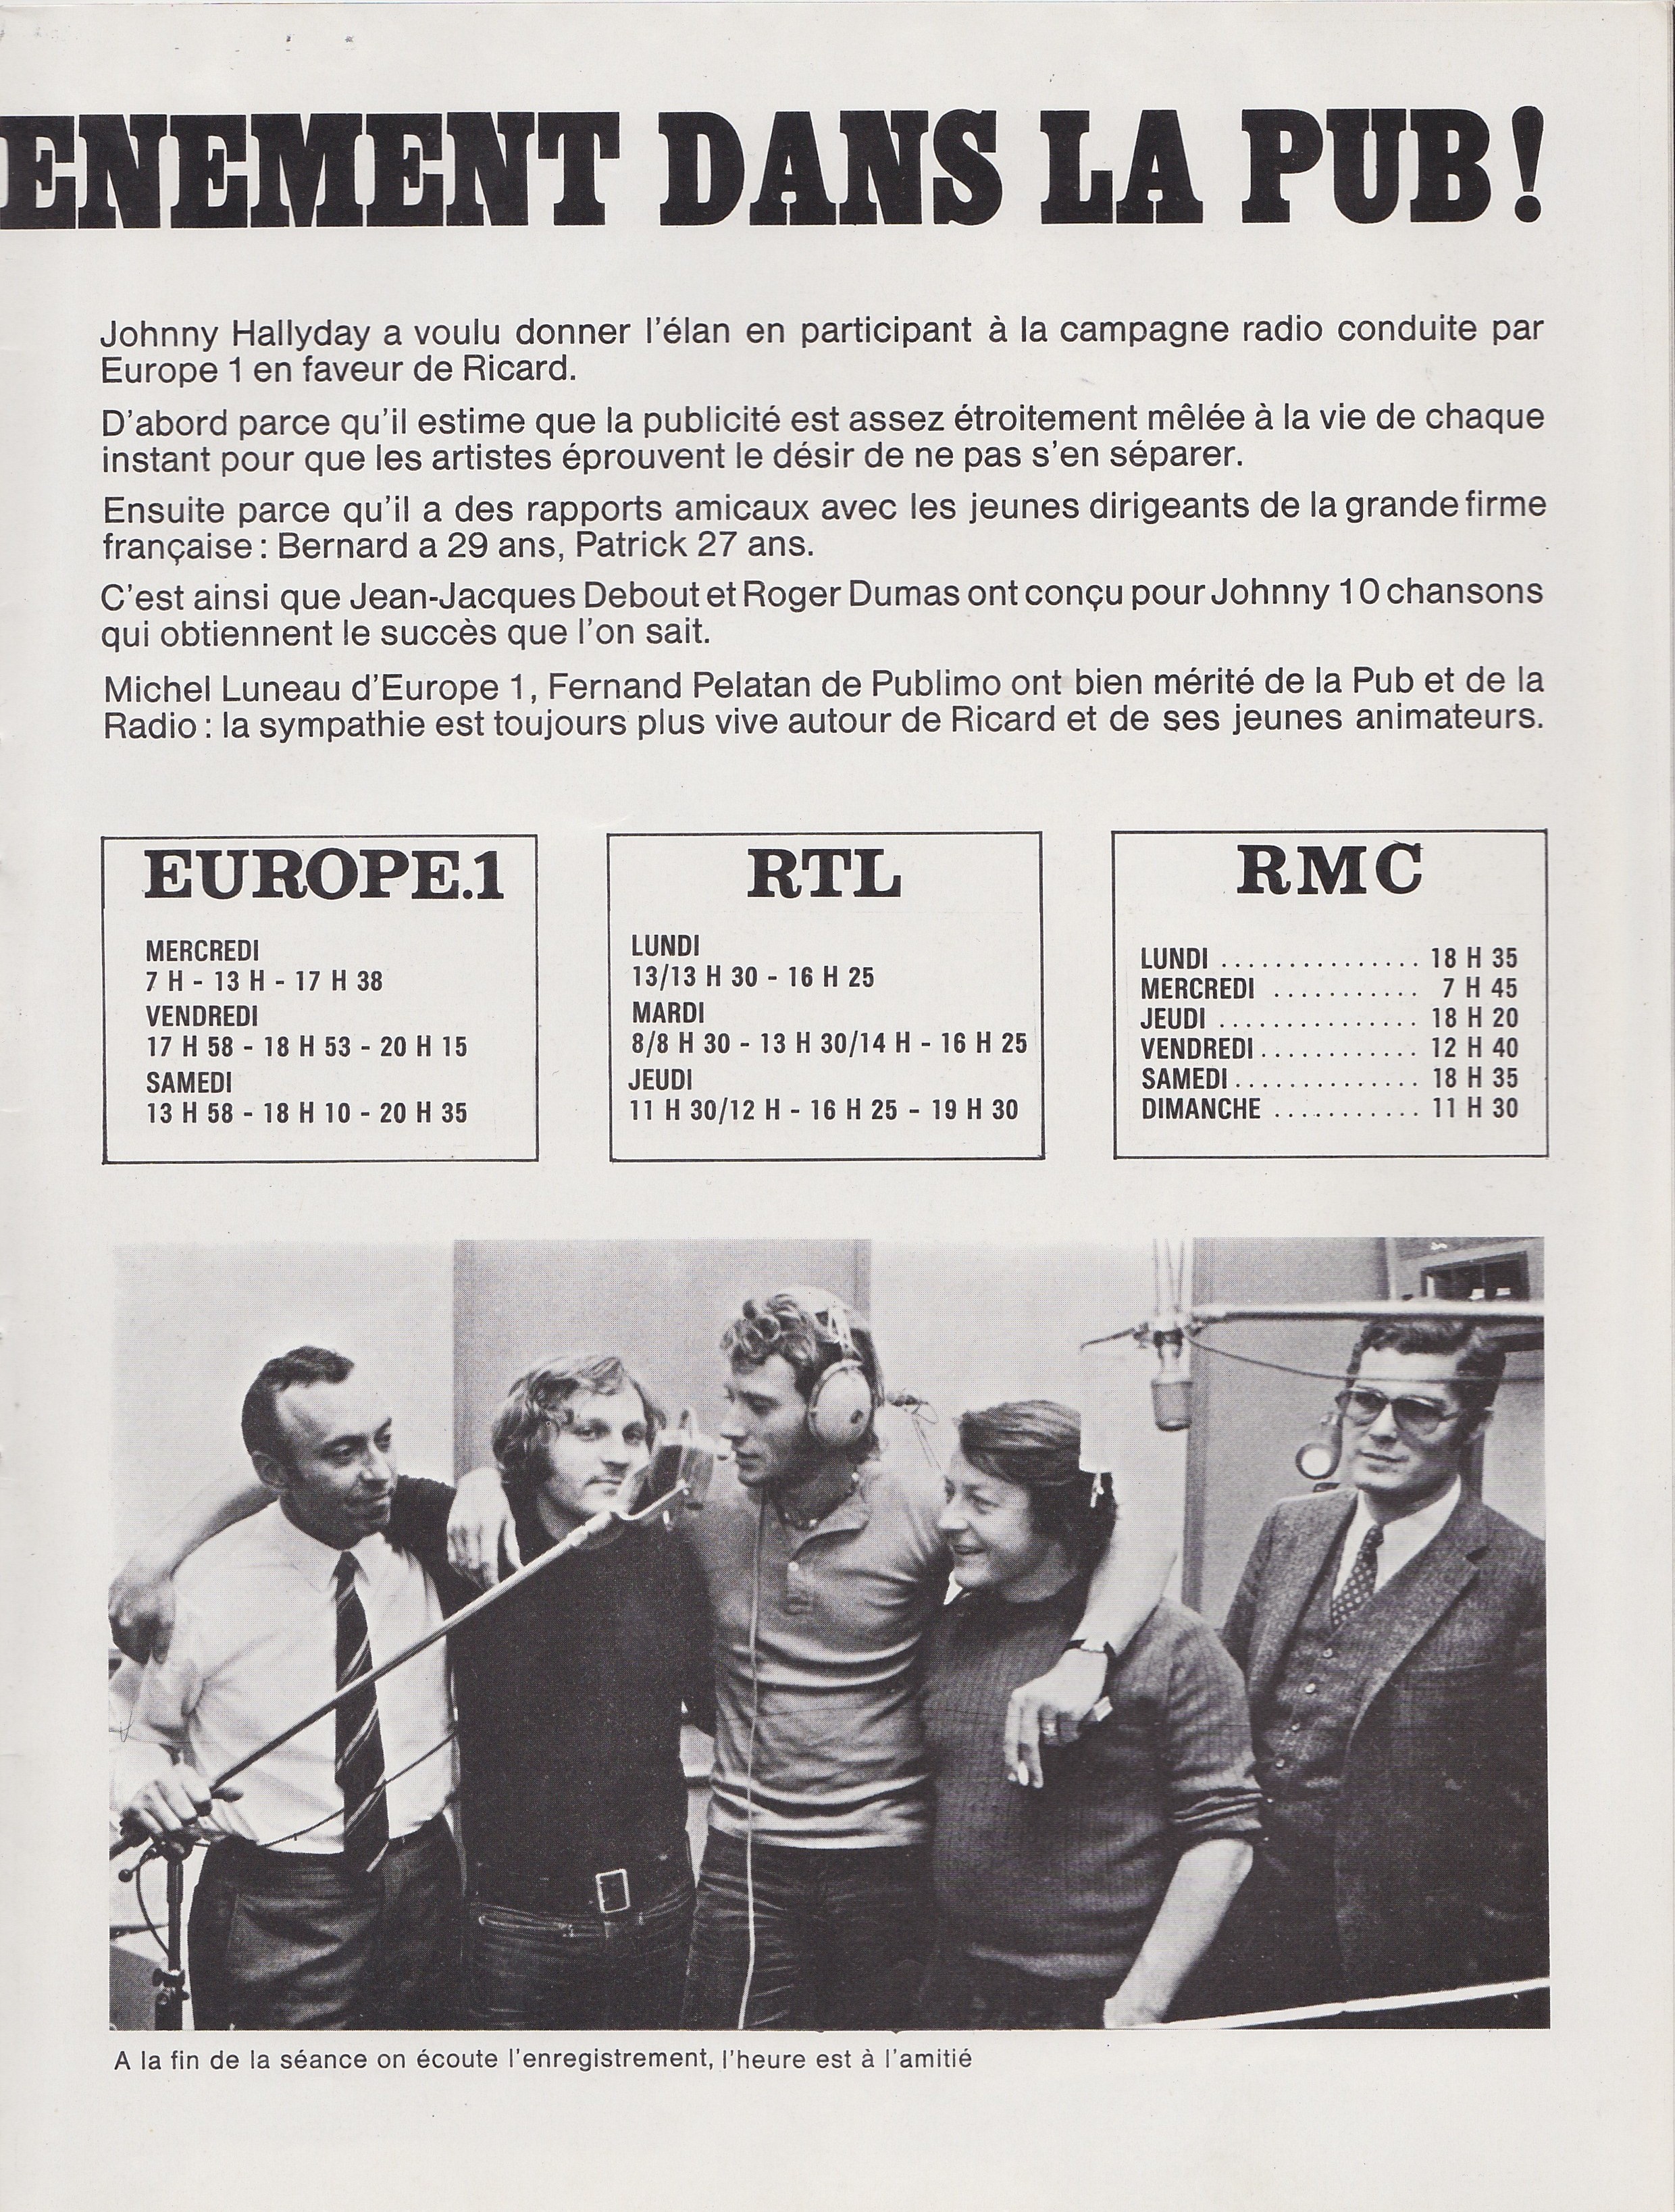 ENEMENT DANS LA PUB!
Johnny Hallyday a voulu donner l'élan en participant à la campagne radio conduite par
Europe 1 en faveur de Ricard.
D'abord parce qu'il estime que la publicité est assez étroitement mêlée à la vie de chaque
instant pour que les artistes éprouvent le désir de ne pas s'en séparer.
Ensuite parce qu'il a des rapports amicaux avec les jeunes dirigeants de la grande firme
française : Bernard a 29 ans, Patrick 27 ans.
C'est ainsi que Jean-Jacques Debout et Roger Dumas ont conçu pour Johnny 10 chansons
qui obtiennent le succès que l'on sait.
Michel Luneau d'Europe 1, Fernand Pelatan de Publimo ont bien mérité de la Pub et de la
Radio : la sympathie est toujours plus vive autour de Ricard et de ses jeunes animateurs.
EUROPE.1
MERCREDI
7 H - 13 H - 17 H 38
VENDREDI
17 H 58 - 18 H 53 - 20 H 15
SAMEDI
13 H 58 - 18 H 10 - 20 H 35
RTL
LUNDI
13/13 H 30 - 16 H 25
MARDI
8/8 H 30 - 13 H 30/14 H - 16 H 25
JEUDI
11 H 30/12 H - 16 H 25 - 19 H 30
RMC
LUNDI ............... 18 H 35
MERCREDI ........... 7 H 45
JEUDI ............... 18 H 20
VENDREDI............ 12 H 40
SAMEDI.............. 18 H 35
DIMANCHE ........... 11 H 30
A la fin de la séance on écoute l'enregistrement, l'heure est à l'amitié